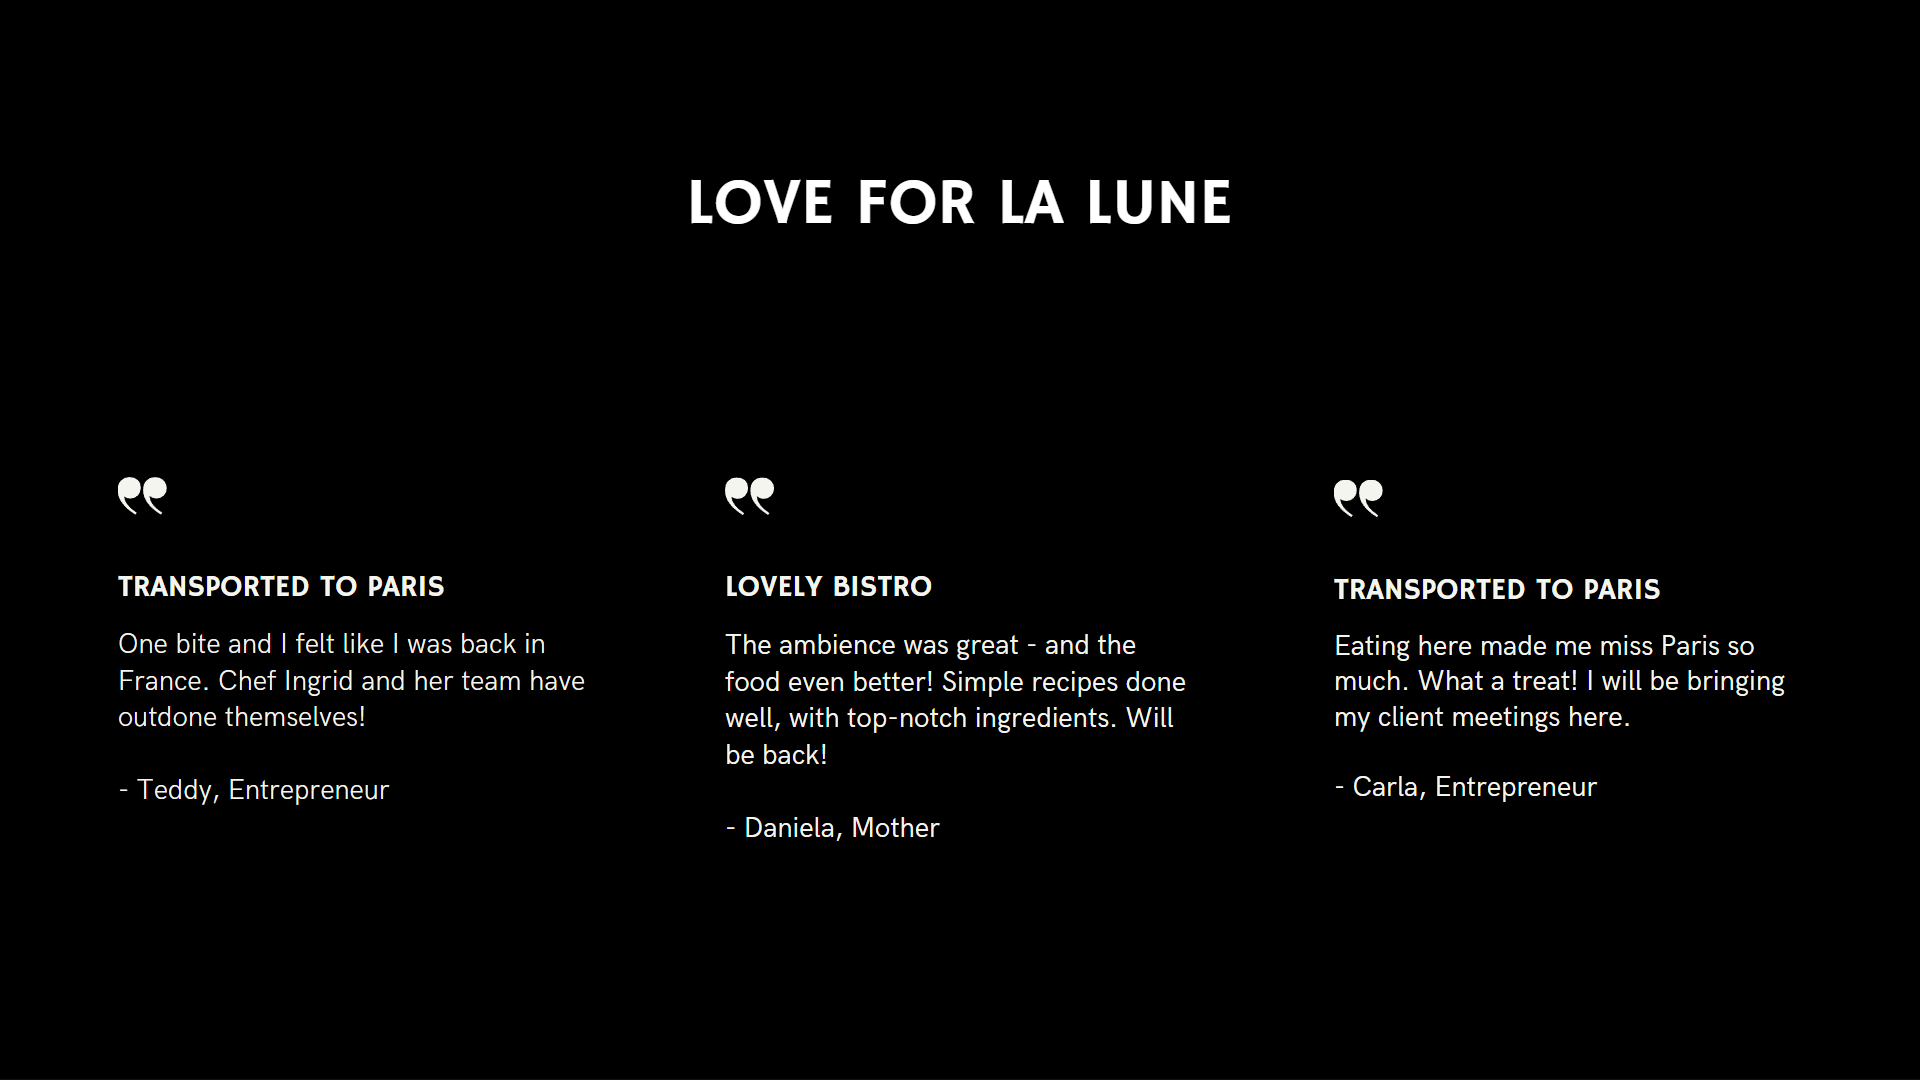 LOVE FOR LA LUNE
”
TRANSPORTED TO PARIS
One bite and I felt like I was back in
France. Chef Ingrid and her team have
outdone themselves!
- Teddy, Entrepreneur
”
LOVELY BISTRO
The ambience was great - and the
food even better! Simple recipes done
well, with top-notch ingredients. Will
be back!
- Daniela, Mother
”
TRANSPORTED TO PARIS
Eating here made me miss Paris so
much. What a treat! I will be bringing
my client meetings here.
- Carla, Entrepreneur